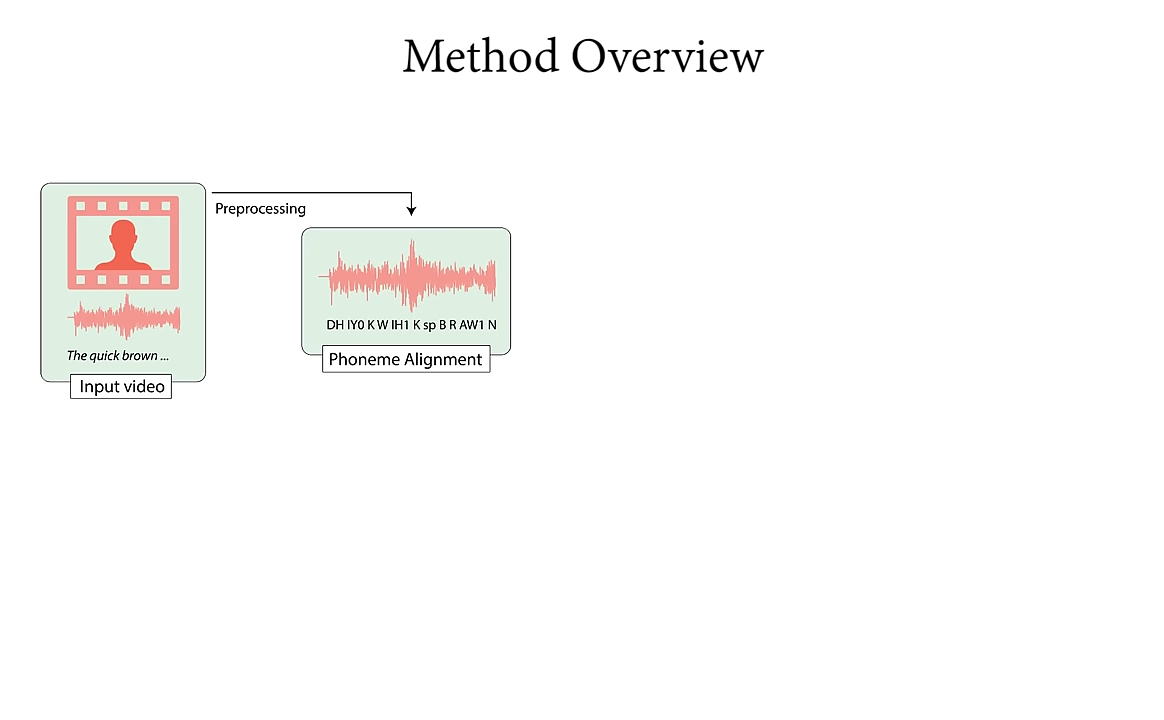 Method Overview
Preprocessing
The quick brown ...
Input video
DH IY0 K W IH1 K sp B R AW1 N
Phoneme Alignment